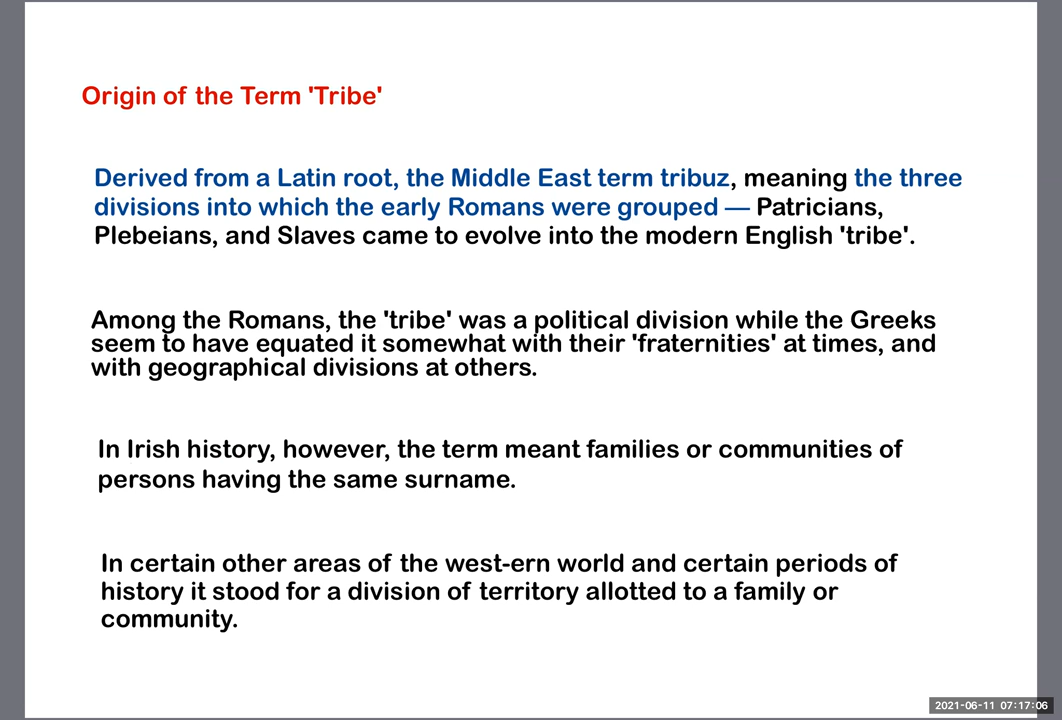 Origin of the Term 'Tribe'
Derived from a Latin root, the Middle East term tribuz, meaning the three
divisions into which the early Romans were grouped — Patricians,
Plebeians, and Slaves came to evolve into the modern English 'tribe'.
Among the Romans, the 'tribe' was a political division while the Greeks
seem to have equated it somewhat with their 'fraternities' at times, and
with geographical divisions at others.
In Irish history, however, the term meant families or communities of
persons having the same surname.
In certain other areas of the west-ern world and certain periods of
history it stood for a division of territory allotted to a family or
community.
2021-06-11 07:17:06